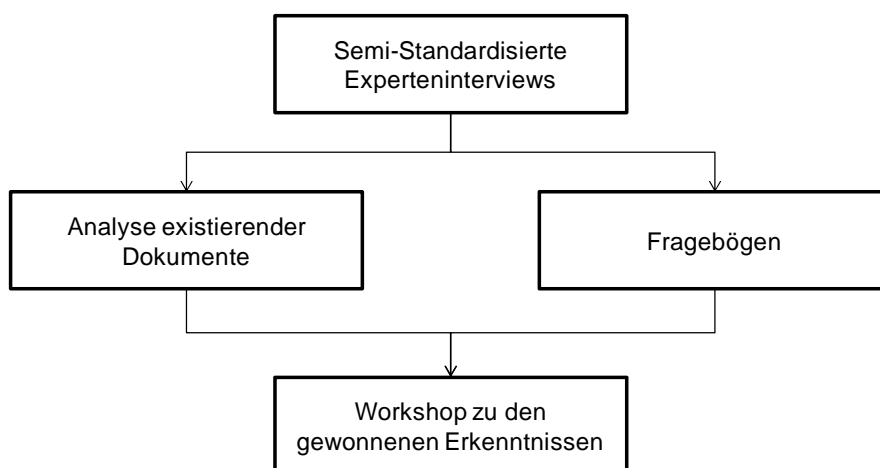 Semi-Standardisierte
Experteninterviews
Analyse existierender
Dokumente
Fragebögen
Workshop zu den
gewonnenen Erkenntnissen